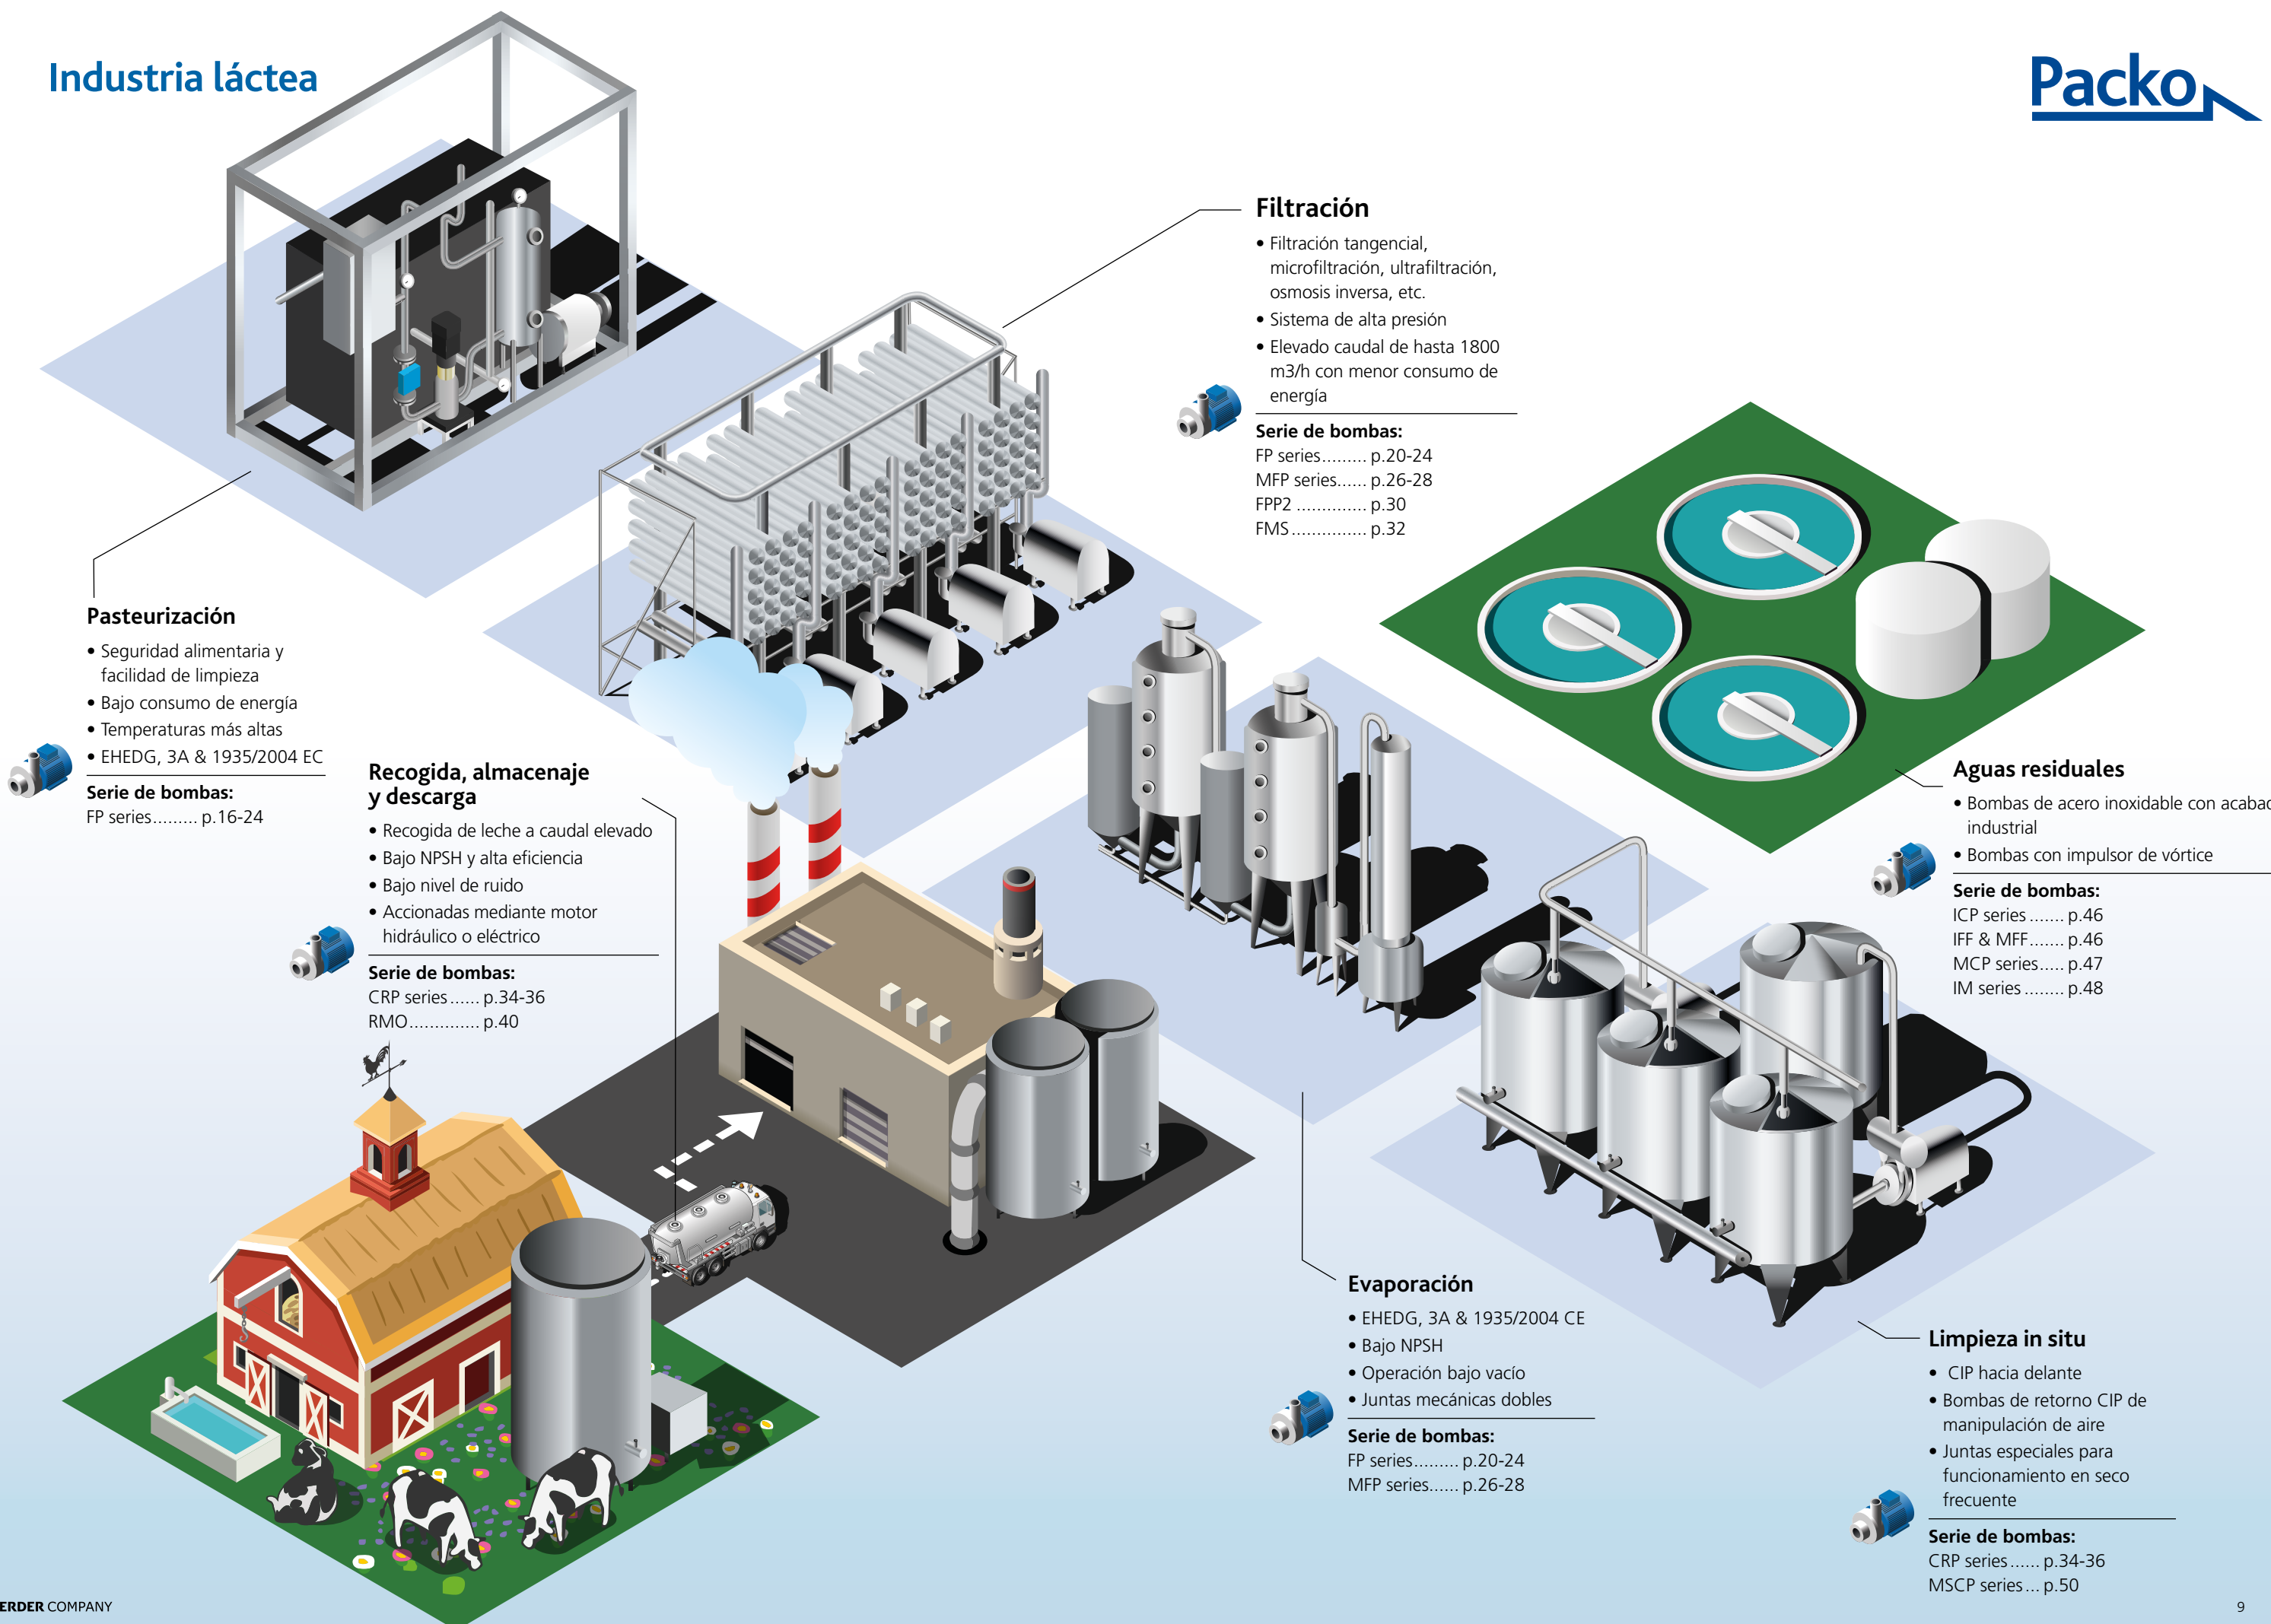 Industria láctea
Packo
Filtración
• Filtración tangencial,
microfiltración, ultrafiltración,
osmosis inversa, etc.
• Sistema de alta presión
• Elevado caudal de hasta 1800
m3/h con menor consumo de
energía
Serie de bombas:
FP series......... p.20-24
MFP series...... p.26-28
FPP2 .............. p.30
FMS............... p.32
Pasteurización
• Seguridad alimentaria y
facilidad de limpieza
• Bajo consumo de energía
• Temperaturas más altas
• EHEDG, 3A & 1935/2004 EC
Serie de bombas:
FP series......... p.16-24
Recogida, almacenaje
y descarga
• Recogida de leche a caudal elevado
• Bajo NPSH y alta eficiencia
• Bajo nivel de ruido
• Accionadas mediante motor
hidráulico o eléctrico
Serie de bombas:
CRP series...... p.34-36
RMO.............. p.40
Aguas residuales
• Bombas de acero inoxidable con
industrial
• Bombas con impulsor de vórtice
Serie de bombas:
ICP series ....... p.46
IFF & MFF....... p.46
MCP series..... p.47
IM series ........ p.48
Evaporación
• EHEDG, 3A & 1935/2004 CE
• Bajo NPSH
• Operación bajo vacío
• Juntas mecánicas dobles
Serie de bombas:
FP series......... p.20-24
MFP series...... p.26-28
Limpieza in situ
• CIP hacia delante
• Bombas de retorno CIP de
manipulación de aire
• Juntas especiales para
funcionamiento en seco
frecuente
Serie de bombas:
CRP series...... p.34-36
MSCP series... p.50
ERDER COMPANY
9